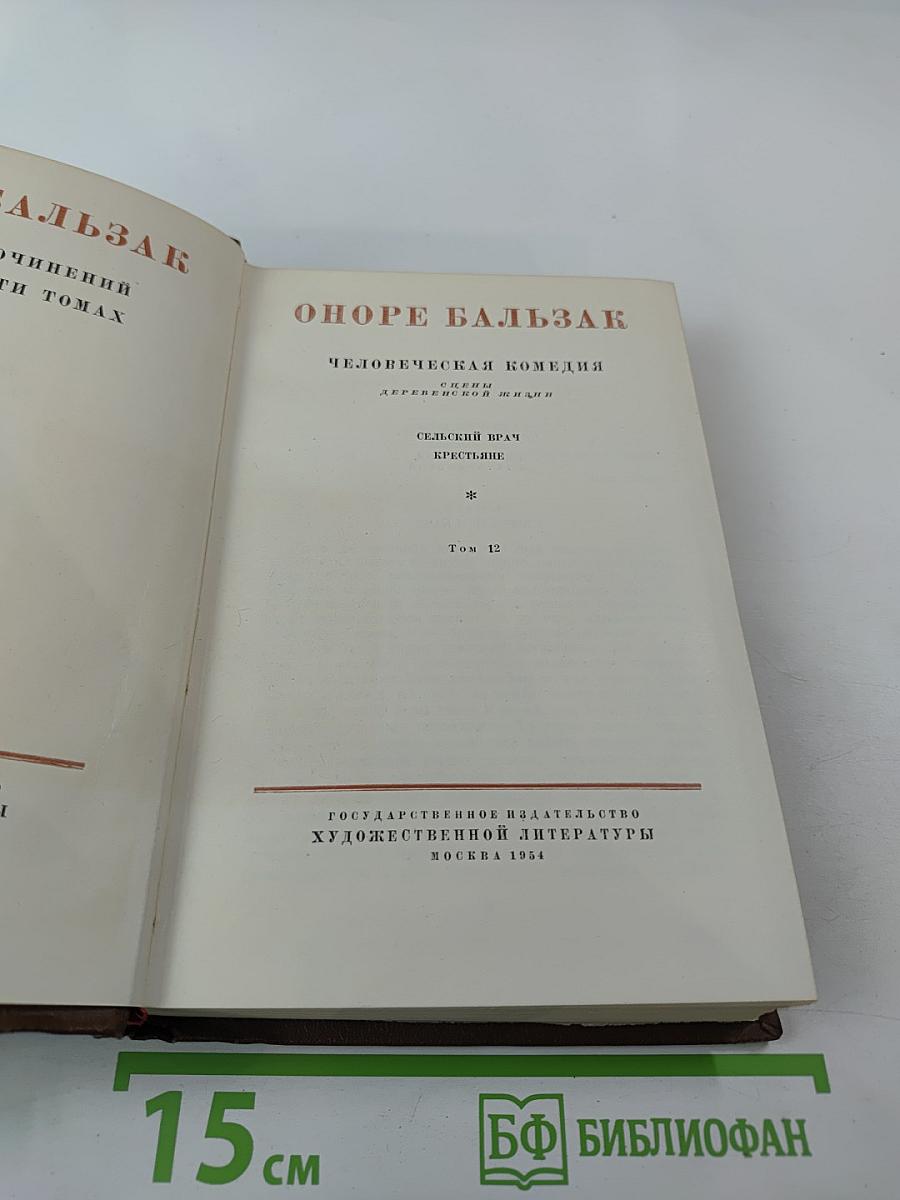 БАЛЬЗАК
ОЧИНЕНИЙ
ТИ ТОМАХ
Ы
ОНОРЕ БАЛЬЗАК
ЧЕЛОВЕЧЕСКАЯ КОМЕДИЯ
СЦЕНЫ
ДЕРЕВЕНСКОЙ ЖИЗНИ
СЕЛЬСКИЙ ВРАЧ
КРЕСТЬЯНЕ
*
Том 12
ГОСУДАРСТВЕННОЕ ИЗДАТЕЛЬСТВО
ХУДОЖЕСТВЕННОЙ ЛИТЕРАТУРЫ
МОСКВА 1954
15 см
БФ БИБЛИОФАН